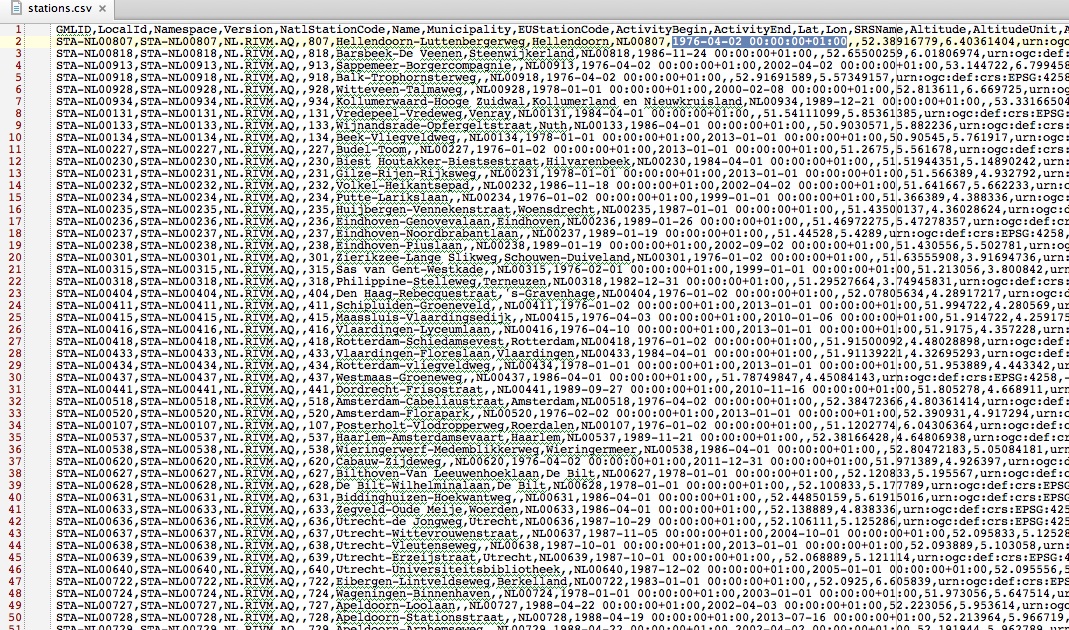 stations.csv ×
1 GMLID,LocalId,Namespace,Version,NatlStationCode,Name,Municipality,EUStationCode,ActivityBegin,ActivityEnd,Lat,Lon,SRSName,Altitude,AltitudeUnit,A
2 STA-NL00807,STA-NL00807,NL.RIVM.AQ,,807,Hellendoorn-Luttenbergerweg,Hellendoorn,NL00807,1976-04-02 00:00:00+01:00,,52.38916779,6.40361404,urn:ogc
3 STA-NL00818,STA-NL00818,NL.RIVM.AQ,,818,Barsbeek-De Veenen,Steenwijkerland,NL00818,1986-11-24 00:00:00+01:00,,52.65500259,6.01806974,urn:ogc:def:
4 STA-NL00913,STA-NL00913,NL.RIVM.AQ,,913,Sappemeer-Borgercompagnie,,NL00913,1976-04-02 00:00:00+01:00,2002-04-02 00:00:00+01:00,53.144722,6.799458
5 STA-NL00918,STA-NL00918,NL.RIVM.AQ,,918,Balk-Trophornsterweg,,NL00918,1976-04-02 00:00:00+01:00,,52.91691589,5.57349157,urn:ogc:def:crs:EPSG:4258
6 STA-NL00928,STA-NL00928,NL.RIVM.AQ,,928,Witteveen-Talmaweg,,NL00928,1978-01-01 00:00:00+01:00,2000-02-08 00:00:00+01:00,52.813611,6.669725,urn:o
7 STA-NL00934,STA-NL00934,NL.RIVM.AQ,,934,Kollumerwaard-Hooge Zuidwal,Kollumerland en Nieuwkruisland,NL00934,1989-12-21 00:00:00+01:00,,53.33166504
8 STA-NL00131,STA-NL00131,NL.RIVM.AQ,,131,Vredepeel-Vredeweg,Venray,NL00131,1984-04-01 00:00:00+01:00,,51.54111099,5.85361385,urn:ogc:def:crs:EPSG
9 STA-NL00133,STA-NL00133,NL.RIVM.AQ,,133,Nuth,NL00133,1986-04-01 00:00:00+01:00,,50.9030571,5.882236,urn:ogc:def:crs:EPS
10 STA-NL00134,STA-NL00134,NL.RIVM.AQ,,134,Beek-Vliegveldweg,,NL00134,1978-01-01 00:00:00+01:00,2013-01-01 00:00:00+01:00,50.90545,5.761917,urn:og
11 STA-NL00227,STA-NL00227,NL.RIVM.AQ,,227,Budel-Toom,,NL00227,1976-01-02 00:00:00+01:00,2013-01-01 00:00:00+01:00,51.2675,5.561678,urn:ogc:def:cr
12 STA-NL00230,STA-NL00230,NL.RIVM.AQ,,230,Biest Houtakker-Biestsestraat,Hilvarenbeek,NL00230,1984-04-01 00:00:00+01:00,,51.51944351,5.14890242,urn
13 STA-NL00231,STA-NL00231,NL.RIVM.AQ,,231,Gilze-Rijen-Rijksweg,,NL00231,1978-01-01 00:00:00+01:00,2013-01-01 00:00:00+01:00,51.566389,4.932792,urn
14 STA-NL00232,STA-NL00232,NL.RIVM.AQ,,232,Volkel-Heikantsepad,,NL00232,1986-11-18 00:00:00+01:00,2002-04-02 00:00:00+01:00,51.641667,5.662233,urn:
15 STA-NL00234,STA-NL00234,NL.RIVM.AQ,,234,Putte-Larikslaan,,NL00234,1976-01-02 00:00:00+01:00,1999-01-01 00:00:00+01:00,51.366389,4.388336,urn:ogc
16 STA-NL00235,STA-NL00235,NL.RIVM.AQ,,235,Huijbergen-Vennekenstraat,Woensdrecht,NL00235,1987-01-01 00:00:00+01:00,,51.43500137,4.36028624,urn:ogc:
17 STA-NL00236,STA-NL00236,NL.RIVM.AQ,,236,Eindhoven-Genovevalaan,Eindhoven,NL00236,1989-01-26 00:00:00+01:00,,51.46972275,5.47278357,urn:ogc:def:c
18 STA-NL00237,STA-NL00237,NL.RIVM.AQ,,237,Eindhoven-Noordbrabantlaan,,NL00237,1989-01-19 00:00:00+01:00,,51.44528,5.4289,urn:ogc:def:crs:EPSG:4258
19 STA-NL00238,STA-NL00238,NL.RIVM.AQ,,238,Eindhoven-Piuslaan,,NL00238,1989-01-19 00:00:00+01:00,2002-09-02 00:00:00+01:00,51.430556,5.502781,urn:o
20 STA-NL00301,STA-NL00301,NL.RIVM.AQ,,301,Zierikzee-Lange Slikweg,Schouwen-Duiveland,NL00301,1976-01-02 00:00:00+01:00,,51.63555908,3.91694736,urn
21 STA-NL00315,STA-NL00315,NL.RIVM.AQ,,315,Sas van Gent-Westkade,,NL00315,1976-02-01 00:00:00+01:00,1999-01-01 00:00:00+01:00,51.213056,3.800842,ur
22 STA-NL00318,STA-NL00318,NL.RIVM.AQ,,318,Philippine-Stelleweg,Terneuzen,NL00318,1982-12-31 00:00:00+01:00,,51.29527664,3.74945831,urn:ogc:def:crs
23 STA-NL00404,STA-NL00404,NL.RIVM.AQ,,404,Den Haag-Rebecquestraat,'s-Gravenhage,NL00404,1976-01-02 00:00:00+01:00,,52.07805634,4.28917217,urn:ogc:
24 STA-NL00411,STA-NL00411,NL.RIVM.AQ,,411,Schipluiden-Groeneveld,,NL00411,1976-01-02 00:00:00+01:00,2013-01-01 00:00:00+01:00,51.994722,4.280569,ur
25 STA-NL00415,STA-NL00415,NL.RIVM.AQ,,415,Maassluis-Vlaardingsedijk,,NL00415,1976-04-03 00:00:00+01:00,2010-01-06 00:00:00+01:00,51.914722,4.259175
26 STA-NL00416,STA-NL00416,NL.RIVM.AQ,,416,Vlaardingen-Lyceumlaan,,NL00416,1976-04-10 00:00:00+01:00,2013-01-01 00:00:00+01:00,51.9175,4.357228,urn:
27 STA-NL00418,STA-NL00418,NL.RIVM.AQ,,418,Rotterdam-Schiedamsevest,Rotterdam,NL00418,1976-01-02 00:00:00+01:00,,51.91500092,4.48028898,urn:ogc:def:
28 STA-NL00433,STA-NL00433,NL.RIVM.AQ,,433,Vlaardingen-Floreslaan,Vlaardingen,NL00433,1984-04-01 00:00:00+01:00,,51.91139221,4.32695293,urn:ogc:def:
29 STA-NL00434,STA-NL00434,NL.RIVM.AQ,,434,Rotterdam-Vliegveldweg,,NL00434,1978-01-01 00:00:00+01:00,2013-01-01 00:00:00+01:00,51.953889,4.443342,ur
30 STA-NL00437,STA-NL00437,NL.RIVM.AQ,,437,Westmaas-Groeneweg,,NL00437,1986-04-01 00:00:00+01:00,,51.78749847,4.45084143,urn:ogc:def:crs:EPSG:4258,-
31 STA-NL00441,STA-NL00441,NL.RIVM.AQ,,441,Dordrecht-Frisostraat,,NL00441,1989-09-27 00:00:00+01:00,2010-11-16 00:00:00+01:00,51.805278,4.668911,urn
32 STA-NL00518,STA-NL00518,NL.RIVM.AQ,,518,Amsterdam-Cabeliaustraat,Amsterdam,NL00518,1976-04-02 00:00:00+01:00,,52.38472366,4.80361414,urn:ogc:def:
33 STA-NL00520,STA-NL00520,NL.RIVM.AQ,,520,Amsterdam-Florapark,,NL00520,1976-02-02 00:00:00+01:00,2013-01-01 00:00:00+01:00,52.390931,4.917294,urn:o
34 STA-NL00107,STA-NL00107,NL.RIVM.AQ,,107,Posterholt-Vlodropperweg,Roerdalen,NL00107,1976-01-02 00:00:00+01:00,,51.1202774,6.04306364,urn:ogc:def:c
35 STA-NL00537,STA-NL00537,NL.RIVM.AQ,,537,Haarlem-Amsterdamsevaart,Haarlem,NL00537,1989-11-21 00:00:00+01:00,,52.38166428,4.64806938,urn:ogc:def:cr
36 STA-NL00538,STA-NL00538,NL.RIVM.AQ,,538,Wieringerwerf-Medemblikkerweg,Wieringermeer,NL00538,1986-04-01 00:00:00+01:00,,52.80472183,5.05084181,urn
37 STA-NL00620,STA-NL00620,NL.RIVM.AQ,,620,Cabauw-Zijdeweg,,NL00620,1976-04-02 00:00:00+01:00,2011-12-31 00:00:00+01:00,51.971389,4.926397,urn:ogc:
38 STA-NL00627,STA-NL00627,NL.RIVM.AQ,,627,Bilthoven-Van Leeuwenhoeklaan,De Bilt,NL00627,1978-01-01 00:00:00+01:00,,52.120833,5.195567,urn:ogc:def:c
39 STA-NL00628,STA-NL00628,NL.RIVM.AQ,,628,De Bilt-Wilhelminalaan,De Bilt,NL00628,1978-01-01 00:00:00+01:00,,52.100833,5.177789,urn:ogc:def:crs:EPSG
40 STA-NL00631,STA-NL00631,NL.RIVM.AQ,,631,Biddinghuizen-Hoekwantweg,,NL00631,1986-04-01 00:00:00+01:00,,52.44850159,5.61915016,urn:ogc:def:crs:EPSG
41 STA-NL00633,STA-NL00633,NL.RIVM.AQ,,633,Zegveld-Oude Meije,Woerden,NL00633,1986-04-01 00:00:00+01:00,,52.138889,4.838336,urn:ogc:def:crs:EPSG:425
42 STA-NL00636,STA-NL00636,NL.RIVM.AQ,,636,Utrecht-de Jongweg,Utrecht,NL00636,1987-10-29 00:00:00+01:00,,52.106111,5.125286,urn:ogc:def:crs:EPSG:425
43 STA-NL00637,STA-NL00637,NL.RIVM.AQ,,637,Utrecht-Wittevrouwenstraat,,NL00637,1987-11-05 00:00:00+01:00,2004-10-01 00:00:00+01:00,52.095833,5.12528
44 STA-NL00638,STA-NL00638,NL.RIVM.AQ,,638,Utrecht-Vleutenseweg,,NL00638,1987-10-01 00:00:00+01:00,2013-01-01 00:00:00+01:00,52.093889,5.103058,urn:
45 STA-NL00639,STA-NL00639,NL.RIVM.AQ,,639,Utrecht-Erzeijstraat,Utrecht,NL00639,1987-10-01 00:00:00+01:00,,52.068889,5.121114,urn:ogc:def:crs:EPSG:4
46 STA-NL00640,STA-NL00640,NL.RIVM.AQ,,640,Utrecht-Universiteitsbibliotheek,,NL00640,1987-12-02 00:00:00+01:00,2005-01-01 00:00:00+01:00,52.095556,5
47 STA-NL00722,STA-NL00722,NL.RIVM.AQ,,722,Eibergen-Lintveldseweg,Berkelland,NL00722,1983-01-01 00:00:00+01:00,,52.0925,6.605839,urn:ogc:def:crs:EPS
48 STA-NL00724,STA-NL00724,NL.RIVM.AQ,,724,Wageningen-Binnenhaven,,NL00724,1978-01-01 00:00:00+01:00,2003-01-01 00:00:00+01:00,51.973056,5.647514,ur
49 STA-NL00727,STA-NL00727,NL.RIVM.AQ,,727,Apeldoorn-Loolaan,,NL00727,1988-04-22 00:00:00+01:00,2002-04-02 00:00:00+01:00,52.223056,5.953614,urn:og
50 STA-NL00728,STA-NL00728,NL.RIVM.AQ,,728,Apeldoorn-Stationsstraat,,NL00728,1988-04-19 00:00:00+01:00,2013-07-16 00:00:00+01:00,52.213464,5.966719,